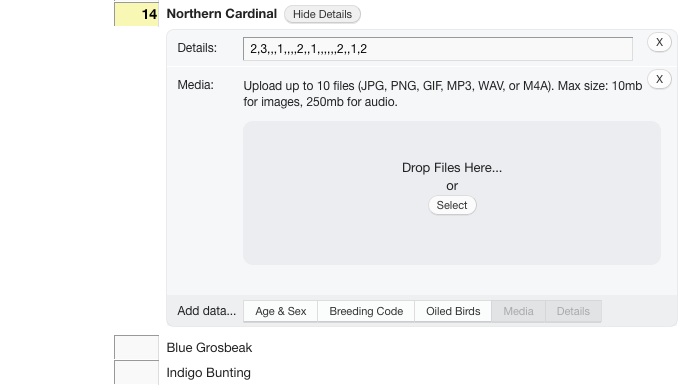 14 Northern Cardinal Hide Details
Details: 2,3,,,1,,,,2,,1,,,,,,2,,1,2 X
Media: Upload up to 10 files (JPG, PNG, GIF, MP3, WAV, or M4A). Max size: 10mb X
for images, 250mb for audio.
Drop Files Here...
or
Select
Add data... Age & Sex Breeding Code Oiled Birds Media Details
Blue Grosbeak
Indigo Bunting